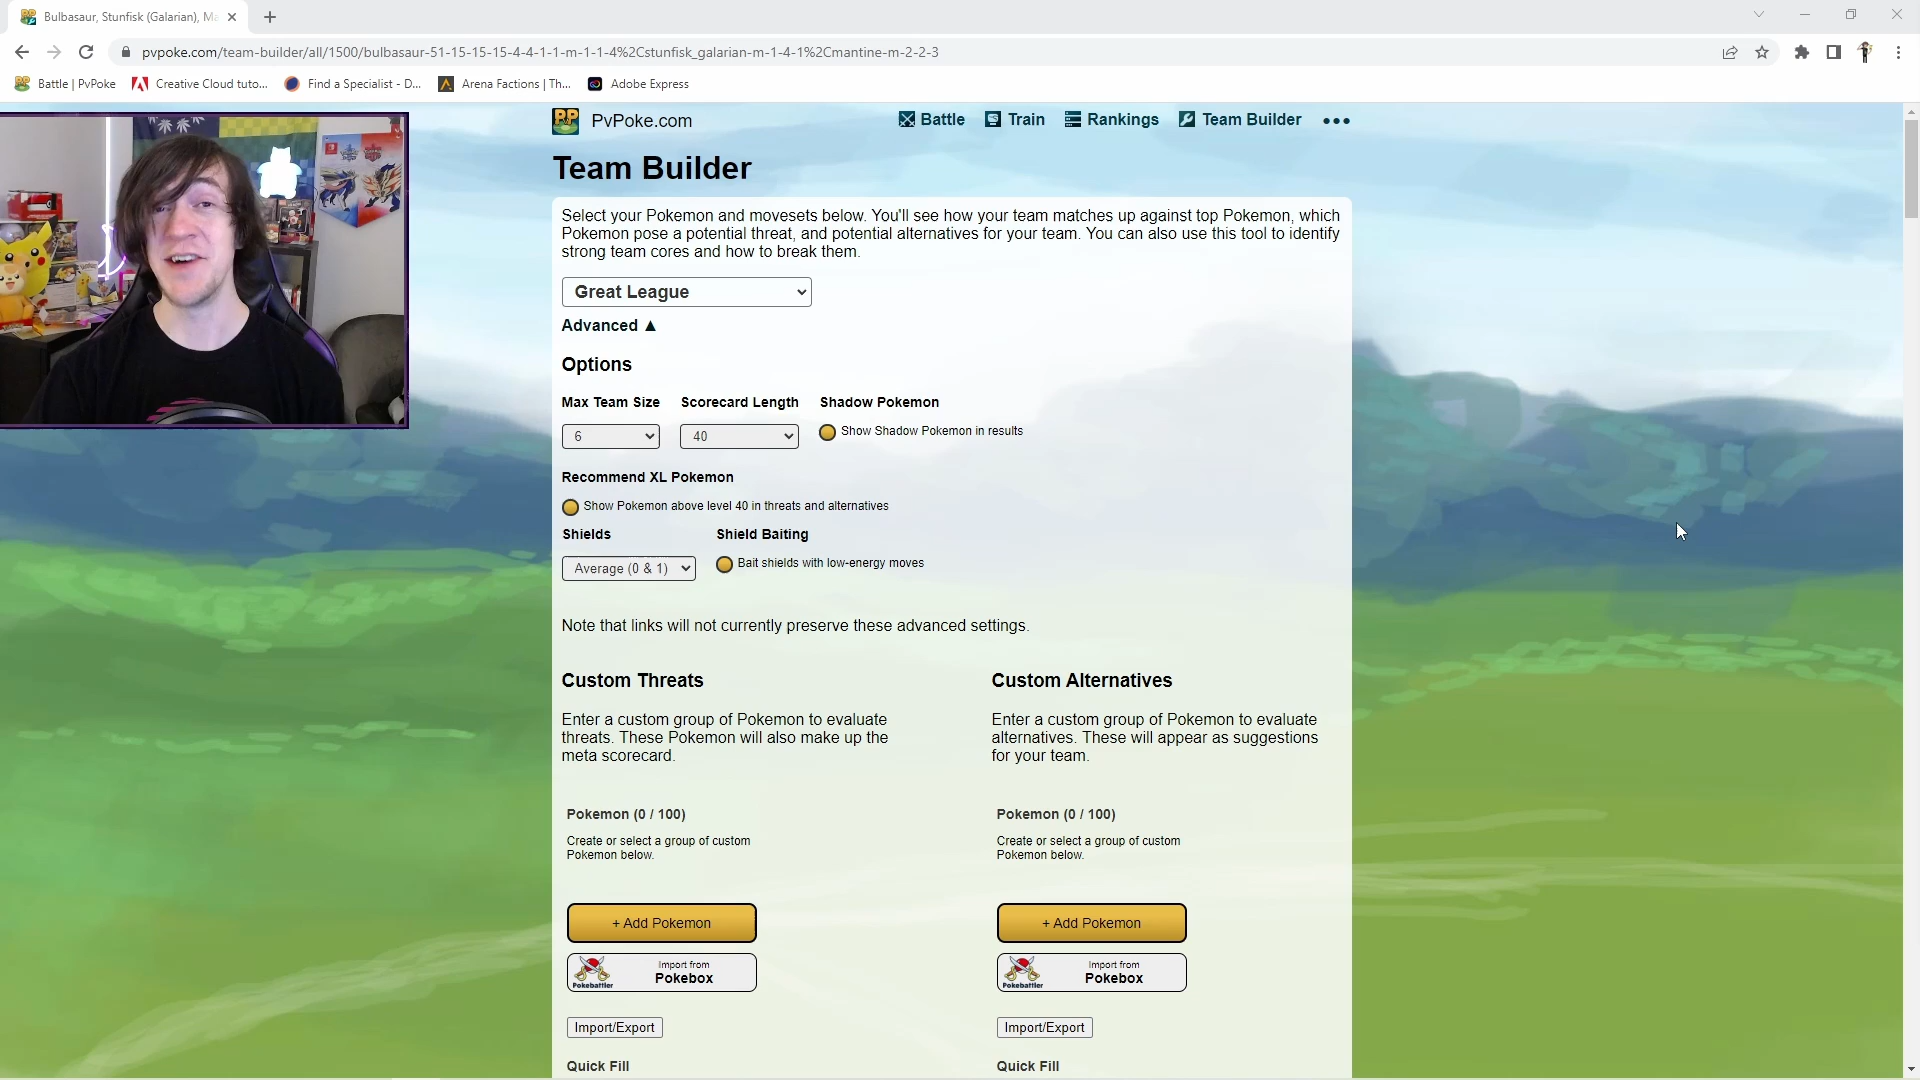 Bulbasaur, Stunfisk (Galarian), Ma
pvpoke.com/team-builder/all/1500/bulbasaur-51-15-15-15-4-4-1-1-m-1-1-4%2Cstunfisk_galarian-m-1-4-1%2Cmantine-m-2-2-3
Battle | PvPoke
Creative Cloud tuto...
Find a Specialist - D...
Arena Factions | Th...
Adobe Express
PvPoke.com
Battle
Train
Rankings
Team Builder
Team Builder
Select your Pokemon and movesets below. You'll see how your team matches up against top Pokemon, which
Pokemon pose a potential threat, and potential alternatives for your team. You can also use this tool to identify
strong team cores and how to break them.
Great League
Advanced ▲
Options
Max Team Size
Scorecard Length
Shadow Pokemon
6
40
Show Shadow Pokemon in results
Recommend XL Pokemon
Show Pokemon above level 40 in threats and alternatives
Shields
Shield Baiting
Average (0 & 1)
Bait shields with low-energy moves
Note that links will not currently preserve these advanced settings.
Custom Threats
Enter a custom group of Pokemon to evaluate
threats. These Pokemon will also make up the
meta scorecard.
Pokemon (0 / 100)
Create or select a group of custom
Pokemon below.
+ Add Pokemon
Pokebattler
Import from
Pokebox
Import/Export
Quick Fill
Custom Alternatives
Enter a custom group of Pokemon to evaluate
alternatives. These will appear as suggestions
for your team.
Pokemon (0 / 100)
Create or select a group of custom
Pokemon below.
+ Add Pokemon
Pokebattler
Import from
Pokebox
Import/Export
Quick Fill